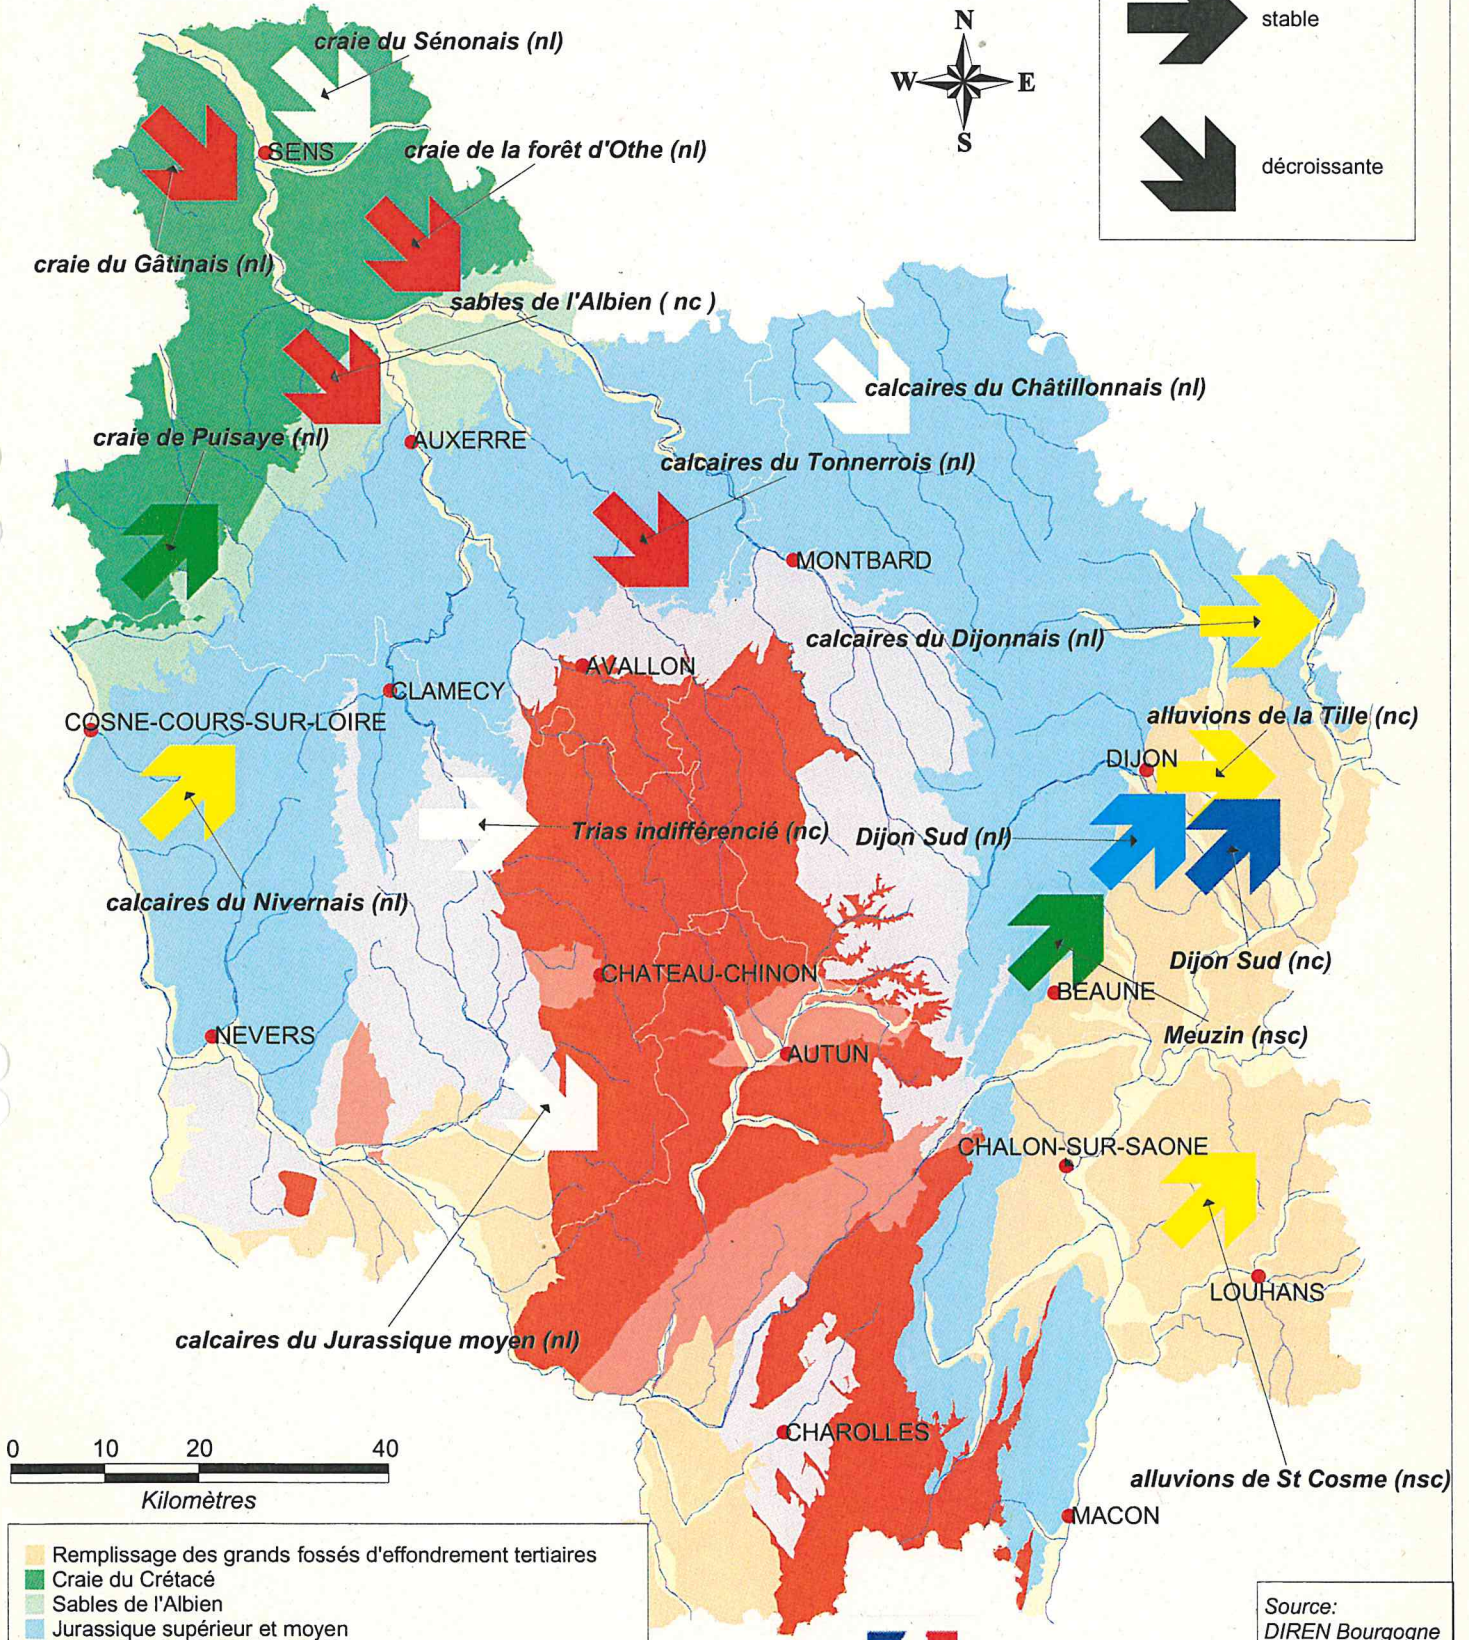 craie du Sénonais (nl)
N
W
E
S
stable
décroissante
SENS
craie de la forêt d'Othe (nl)
craie du Gâtinais (nl)
sables de l'Albien ( nc )
calcaires du Châtillonnais (nl)
craie de Puisaye (nl)
AUXERRE
calcaires du Tonnerrois (nl)
MONTBARD
calcaires du Dijonnais (nl)
AVALLON
CLAMECY
COSNE-COURS-SUR-LOIRE
alluvions de la Tille (nc)
DIJON
Trias indifférencié (nc)
Dijon Sud (nl)
calcaires du Nivernais (nl)
Dijon Sud (nc)
CHATEAU-CHINON
BEAUNE
NEVERS
Meuzin (nsc)
AUTUN
CHALON-SUR-SAONE
LOUHANS
calcaires du Jurassique moyen (nl)
CHAROLLES
0 10 20 40
Kilomètres
alluvions de St Cosme (nsc)
MACON
Remplissage des grands fossés d'effondrement tertiaires
Craie du Crétacé
Sables de l'Albien
Jurassique supérieur et moyen
Source:
DIREN Bourgogne